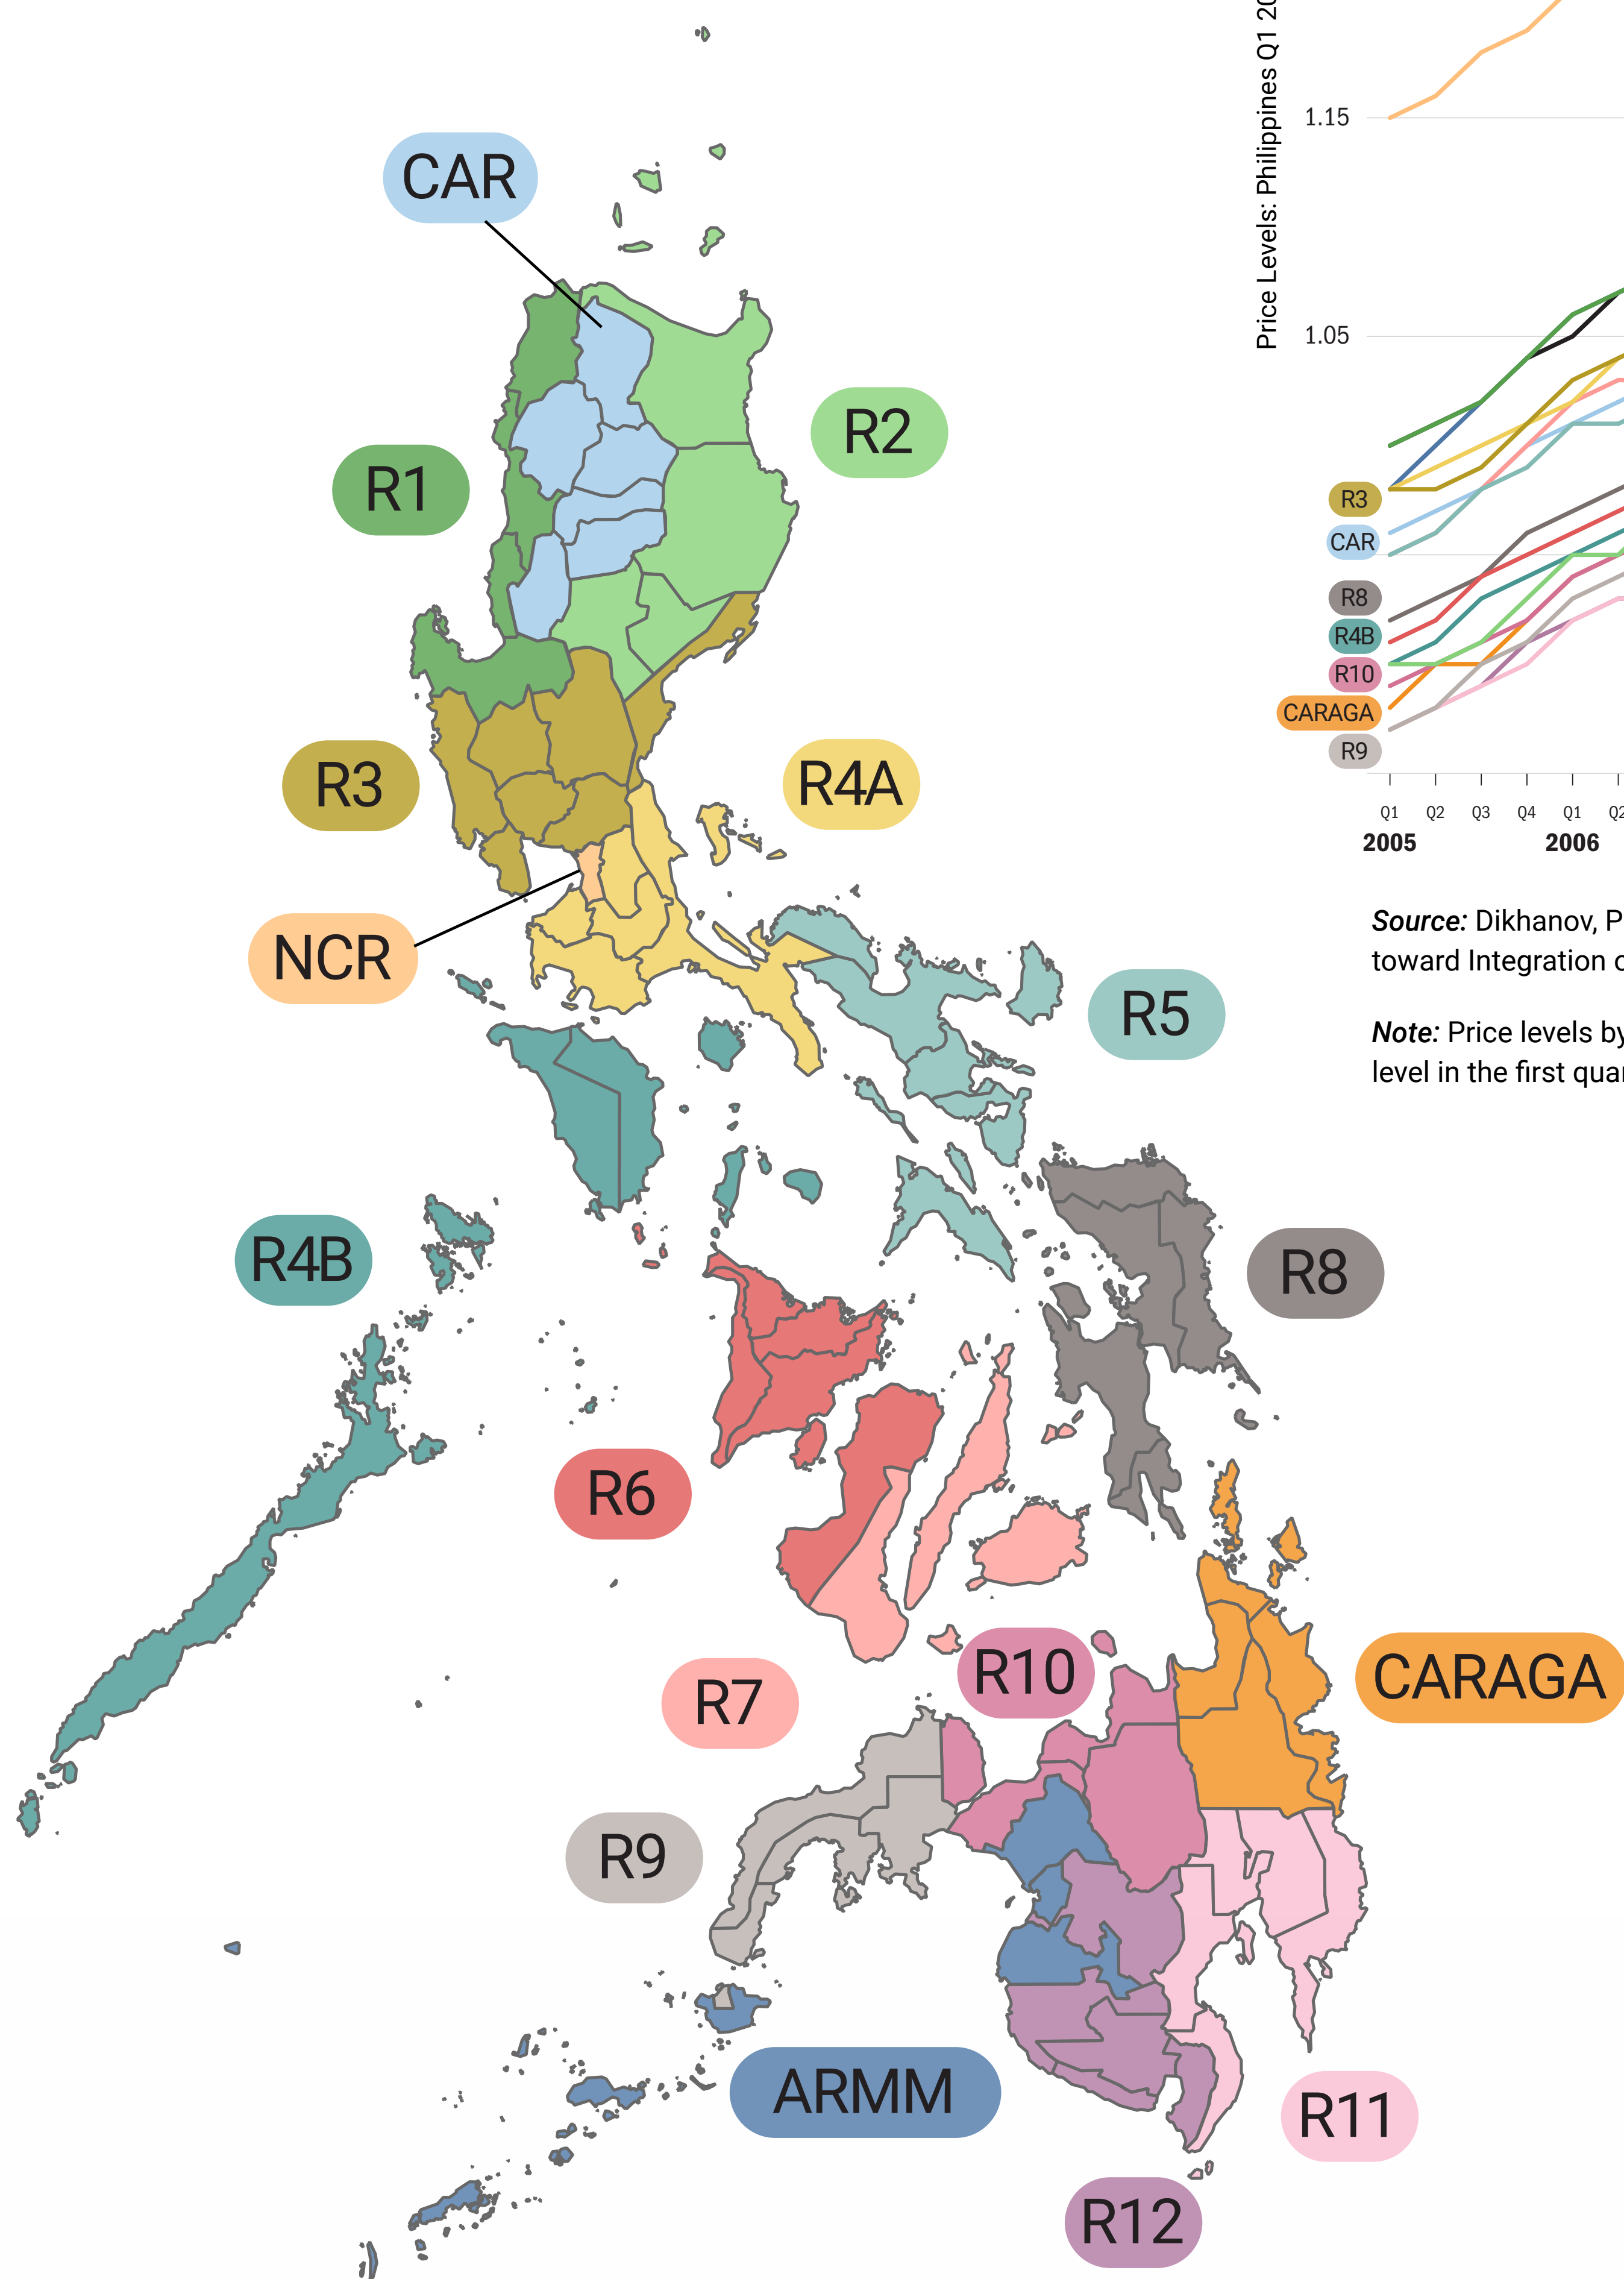 CAR
R2
R1
R3
R4A
NCR
R5
R4B
R8
R6
R10
CARAGA
R7
R9
ARMM
R11
R12
Price Levels: Philippines Q1
1.15
1.05
R3
CAR
R8
R4B
R10
CARAGA
R9
Q1 Q2 Q3 Q4 Q1
2005 2006
Source: Dikhanov, 
toward Integration
Note: Price levels by
level in the first